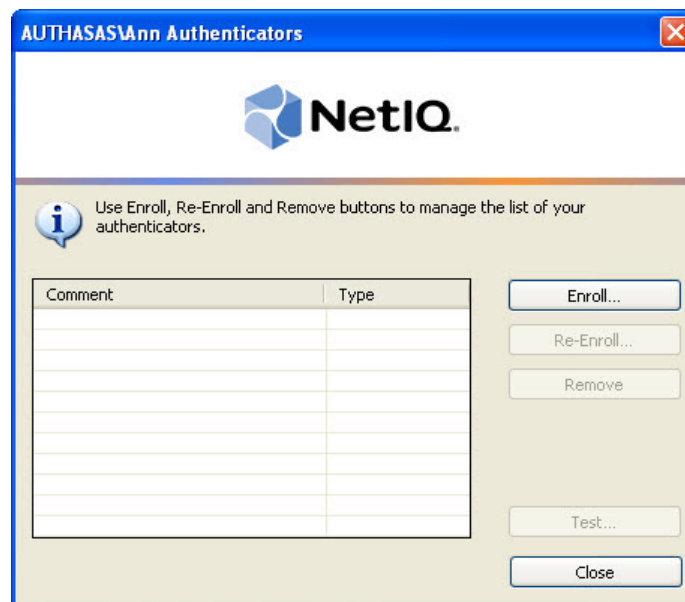 AUTHASAS\Ann Authenticators
NetIQ.
Use Enroll, Re-Enroll and Remove buttons to manage the list of your
authenticators.
Comment Type
Enroll...
Re-Enroll...
Remove
Test...
Close